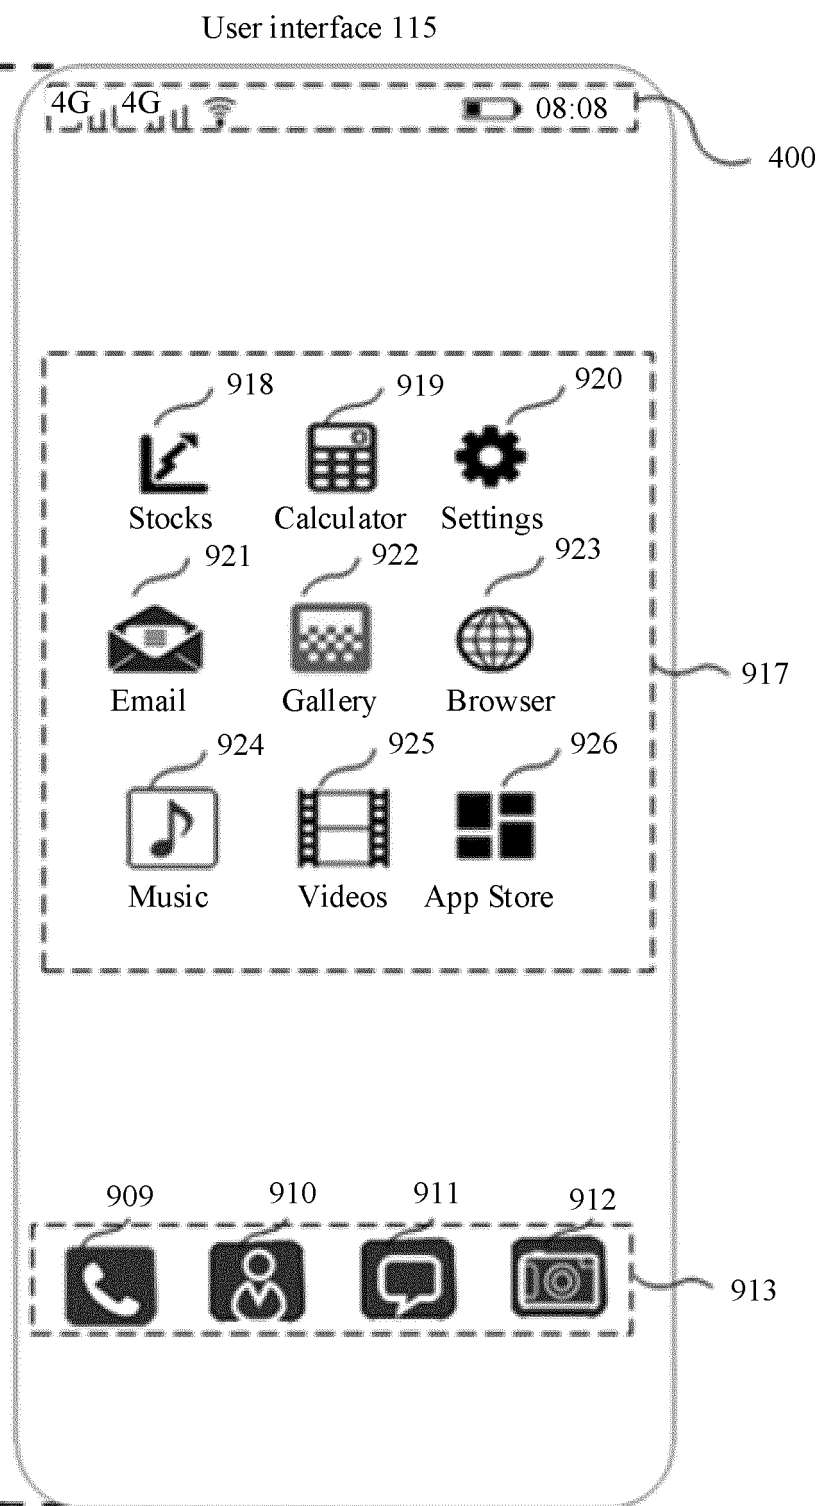 User interface 115
4G 4G 08:08
400
918 919 920
Stocks Calculator Settings
921 922 923
Email Gallery Browser
917
924 925 926
Music Videos App Store
909 910 911 912
913